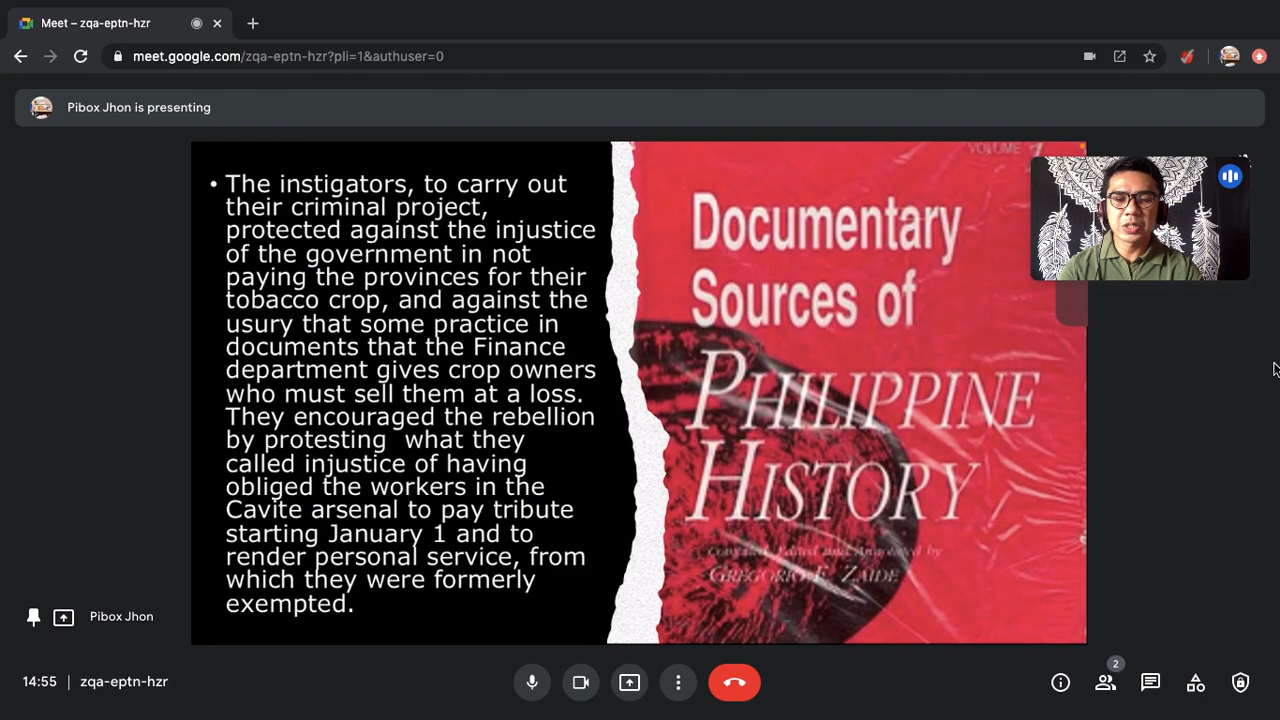 Meet – zqa-eptn-hzr
meet.google.com/zqa-eptn-hzr?pli=1&authuser=0
Pibox Jhon is presenting
• The instigators, to carry out
their criminal project,
protected against the injustice
of the government in not
paying the provinces for their
tobacco crop, and against the
usury that some practice in
documents that the Finance
department gives crop owners
who must sell them at a loss.
They encouraged the rebellion
by protesting what they
called injustice of having
obliged the workers in the
Cavite arsenal to pay tribute
starting January 1 and to
render personal service, from
which they were formerly
exempted.
VOLUME
Documentary
Sources of
PHILIPPINE
HISTORY
Compiled, Edited and Annotated by
GREGORIO F. ZAIDE
Pibox Jhon
14:55 | zqa-eptn-hzr
2